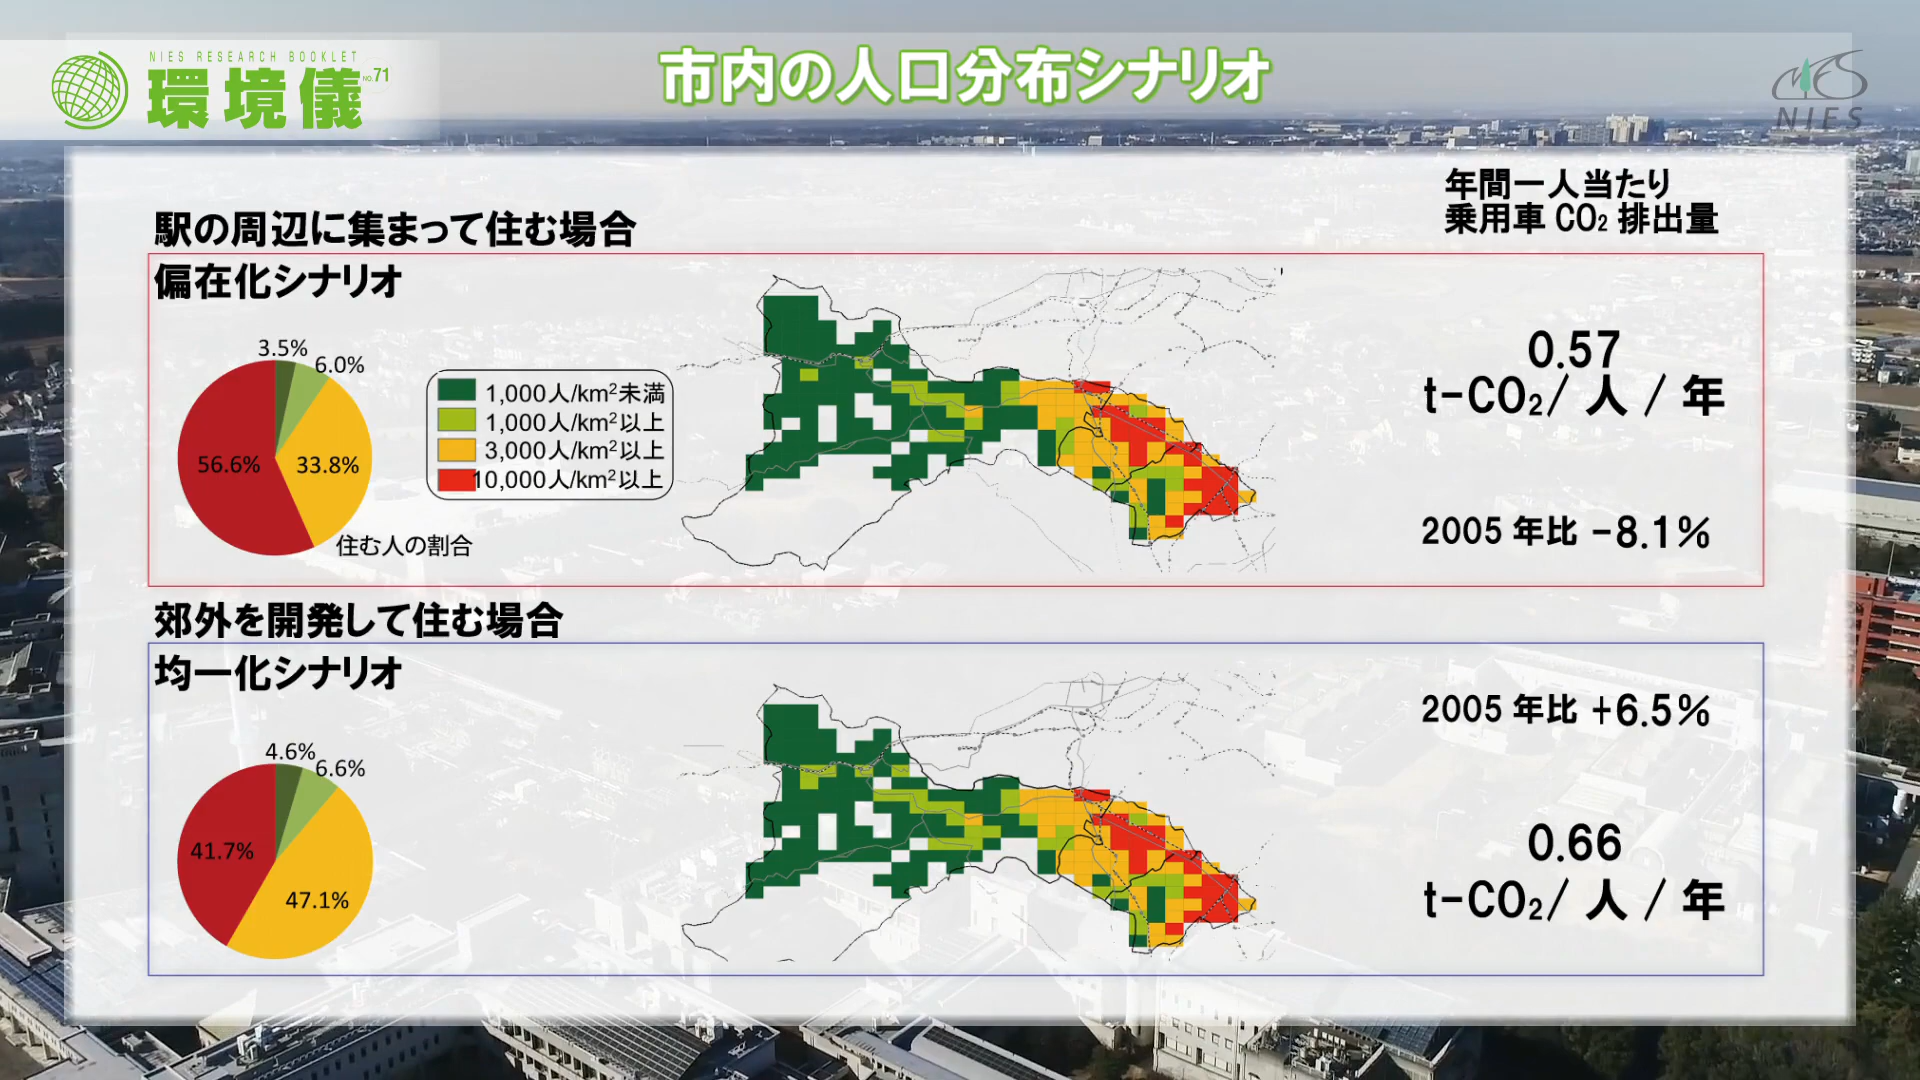 NIES RESEARCH BOOKLET
環境儀 NO.71
市内の人口分布シナリオ
NIES
年間一人当たり
乗用車 CO₂ 排出量
駅の周辺に集まって住む場合
偏在化シナリオ
3.5%
6.0%
56.6%
33.8%
住む人の割合
1,000人/km²未満
1,000人/km²以上
3,000人/km²以上
10,000人/km²以上
0.57
t-CO₂/ 人 / 年
2005 年比 -8.1%
郊外を開発して住む場合
均一化シナリオ
4.6%
6.6%
41.7%
47.1%
2005 年比 +6.5%
0.66
t-CO₂/ 人 / 年